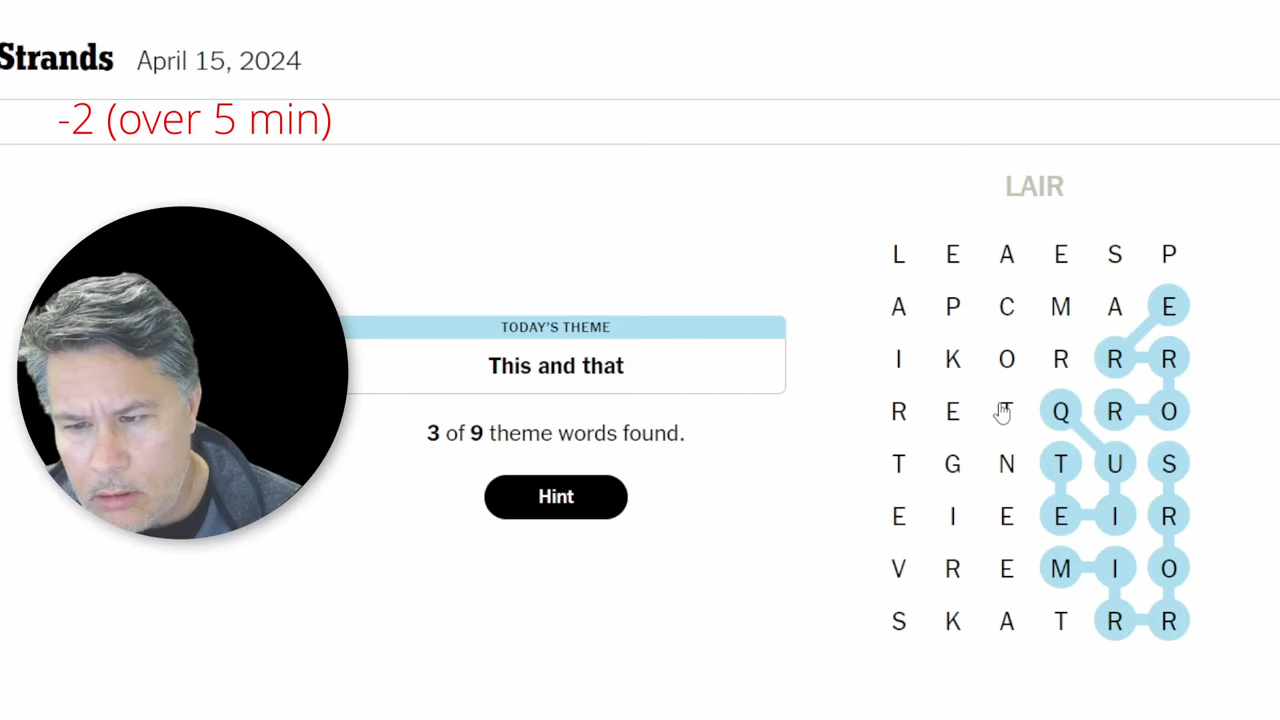 Strands April 15, 2024
-2 (over 5 min)
LAIR
TODAY'S THEME
This and that
3 of 9 theme words found.
Hint
L E A E S P
A P C M A E
I K O R R R
R E T Q R O
T G N T U S
E I E E I R
V R E M I O
S K A T R R